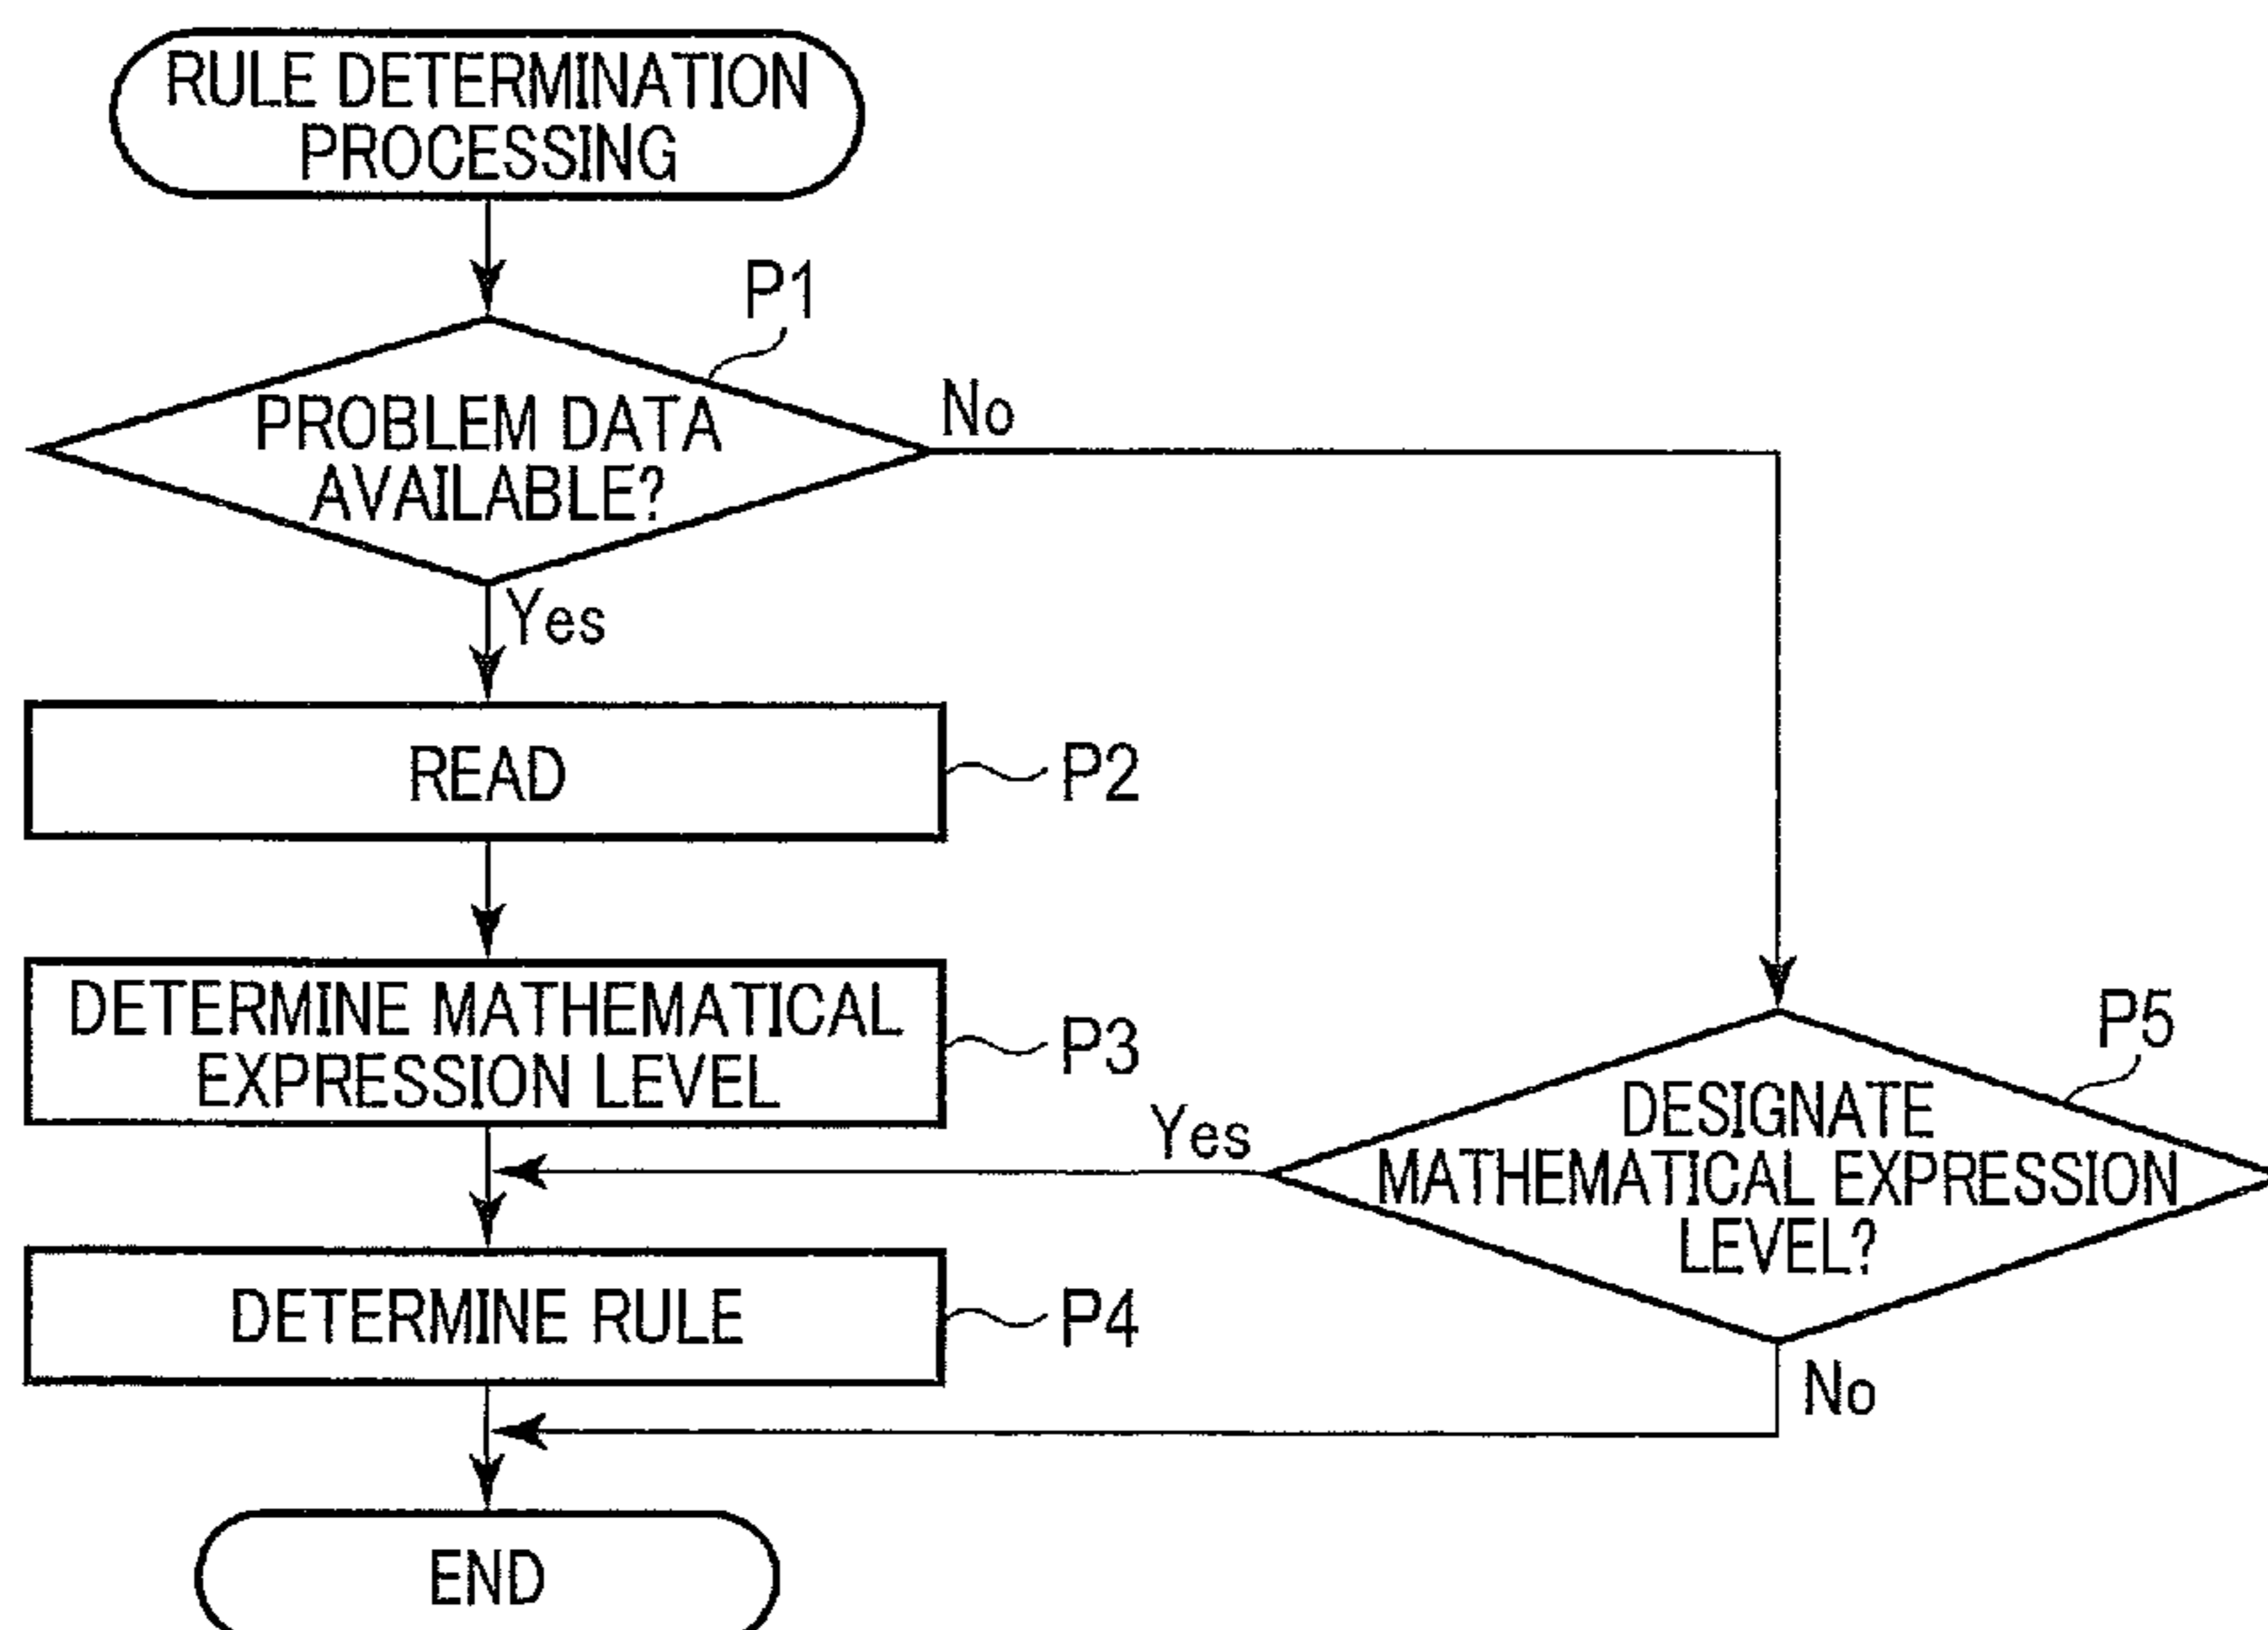 RULE DETERMINATION
PROCESSING
P1
PROBLEM DATA
AVAILABLE?
No
Yes
READ
P2
DETERMINE MATHEMATICAL
EXPRESSION LEVEL
P3
P5
DESIGNATE
MATHEMATICAL EXPRESSION
LEVEL?
Yes
No
DETERMINE RULE
P4
END